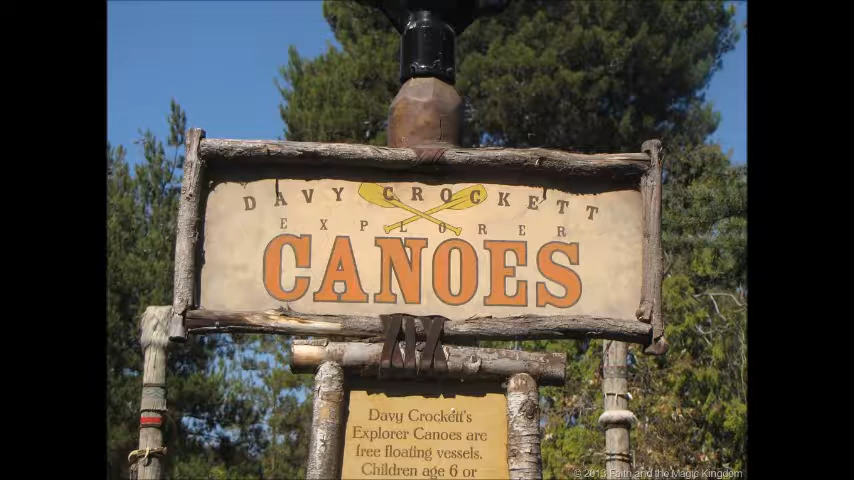 DAVY CROCKETT
EXPLORER
CANOES
Davy Crockett's
Explorer Canoes are
free floating vessels.
Children age 6 or
© 2013 Faith and the Magic Kingdom